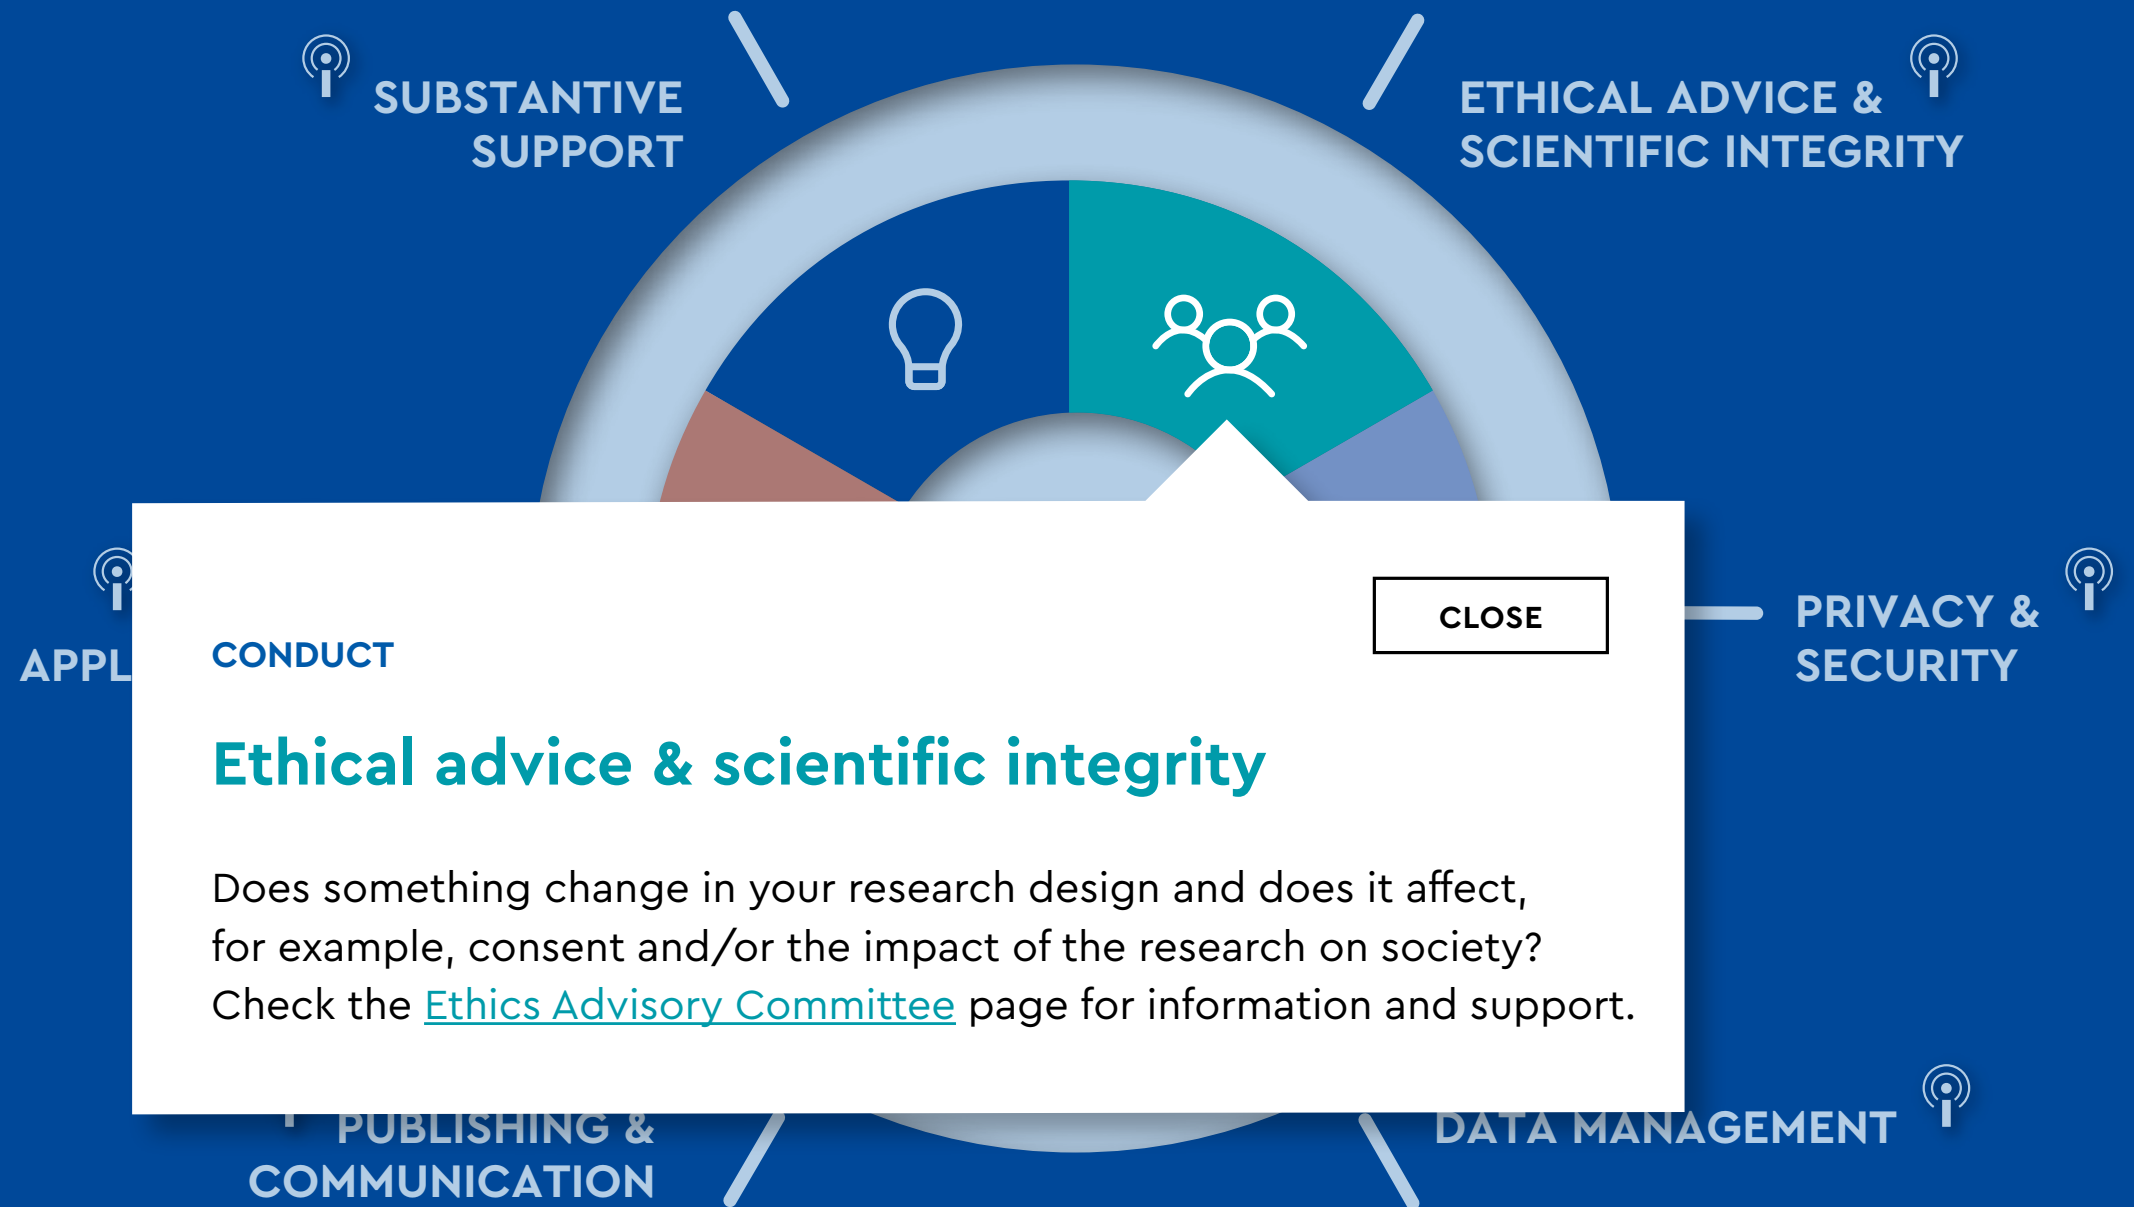 SUBSTANTIVE
SUPPORT
ETHICAL ADVICE &
SCIENTIFIC INTEGRITY
PRIVACY &
SECURITY
CLOSE
CONDUCT
Ethical advice & scientific integrity
Does something change in your research design and does it affect,
for example, consent and/or the impact of the research on society?
Check the Ethics Advisory Committee page for information and support.
PUBLISHING &
COMMUNICATION
DATA MANAGEMENT